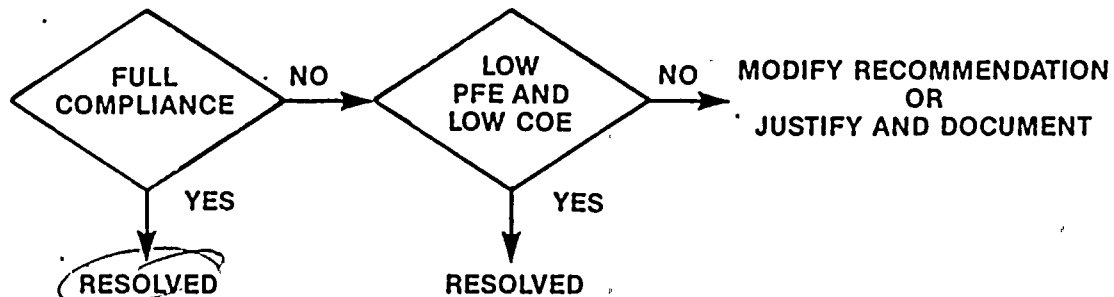 FULL
COMPLIANCE
NO
LOW
PFE AND
LOW COE
NO
MODIFY RECOMMENDATION
OR
JUSTIFY AND DOCUMENT
YES
YES
RESOLVED
RESOLVED